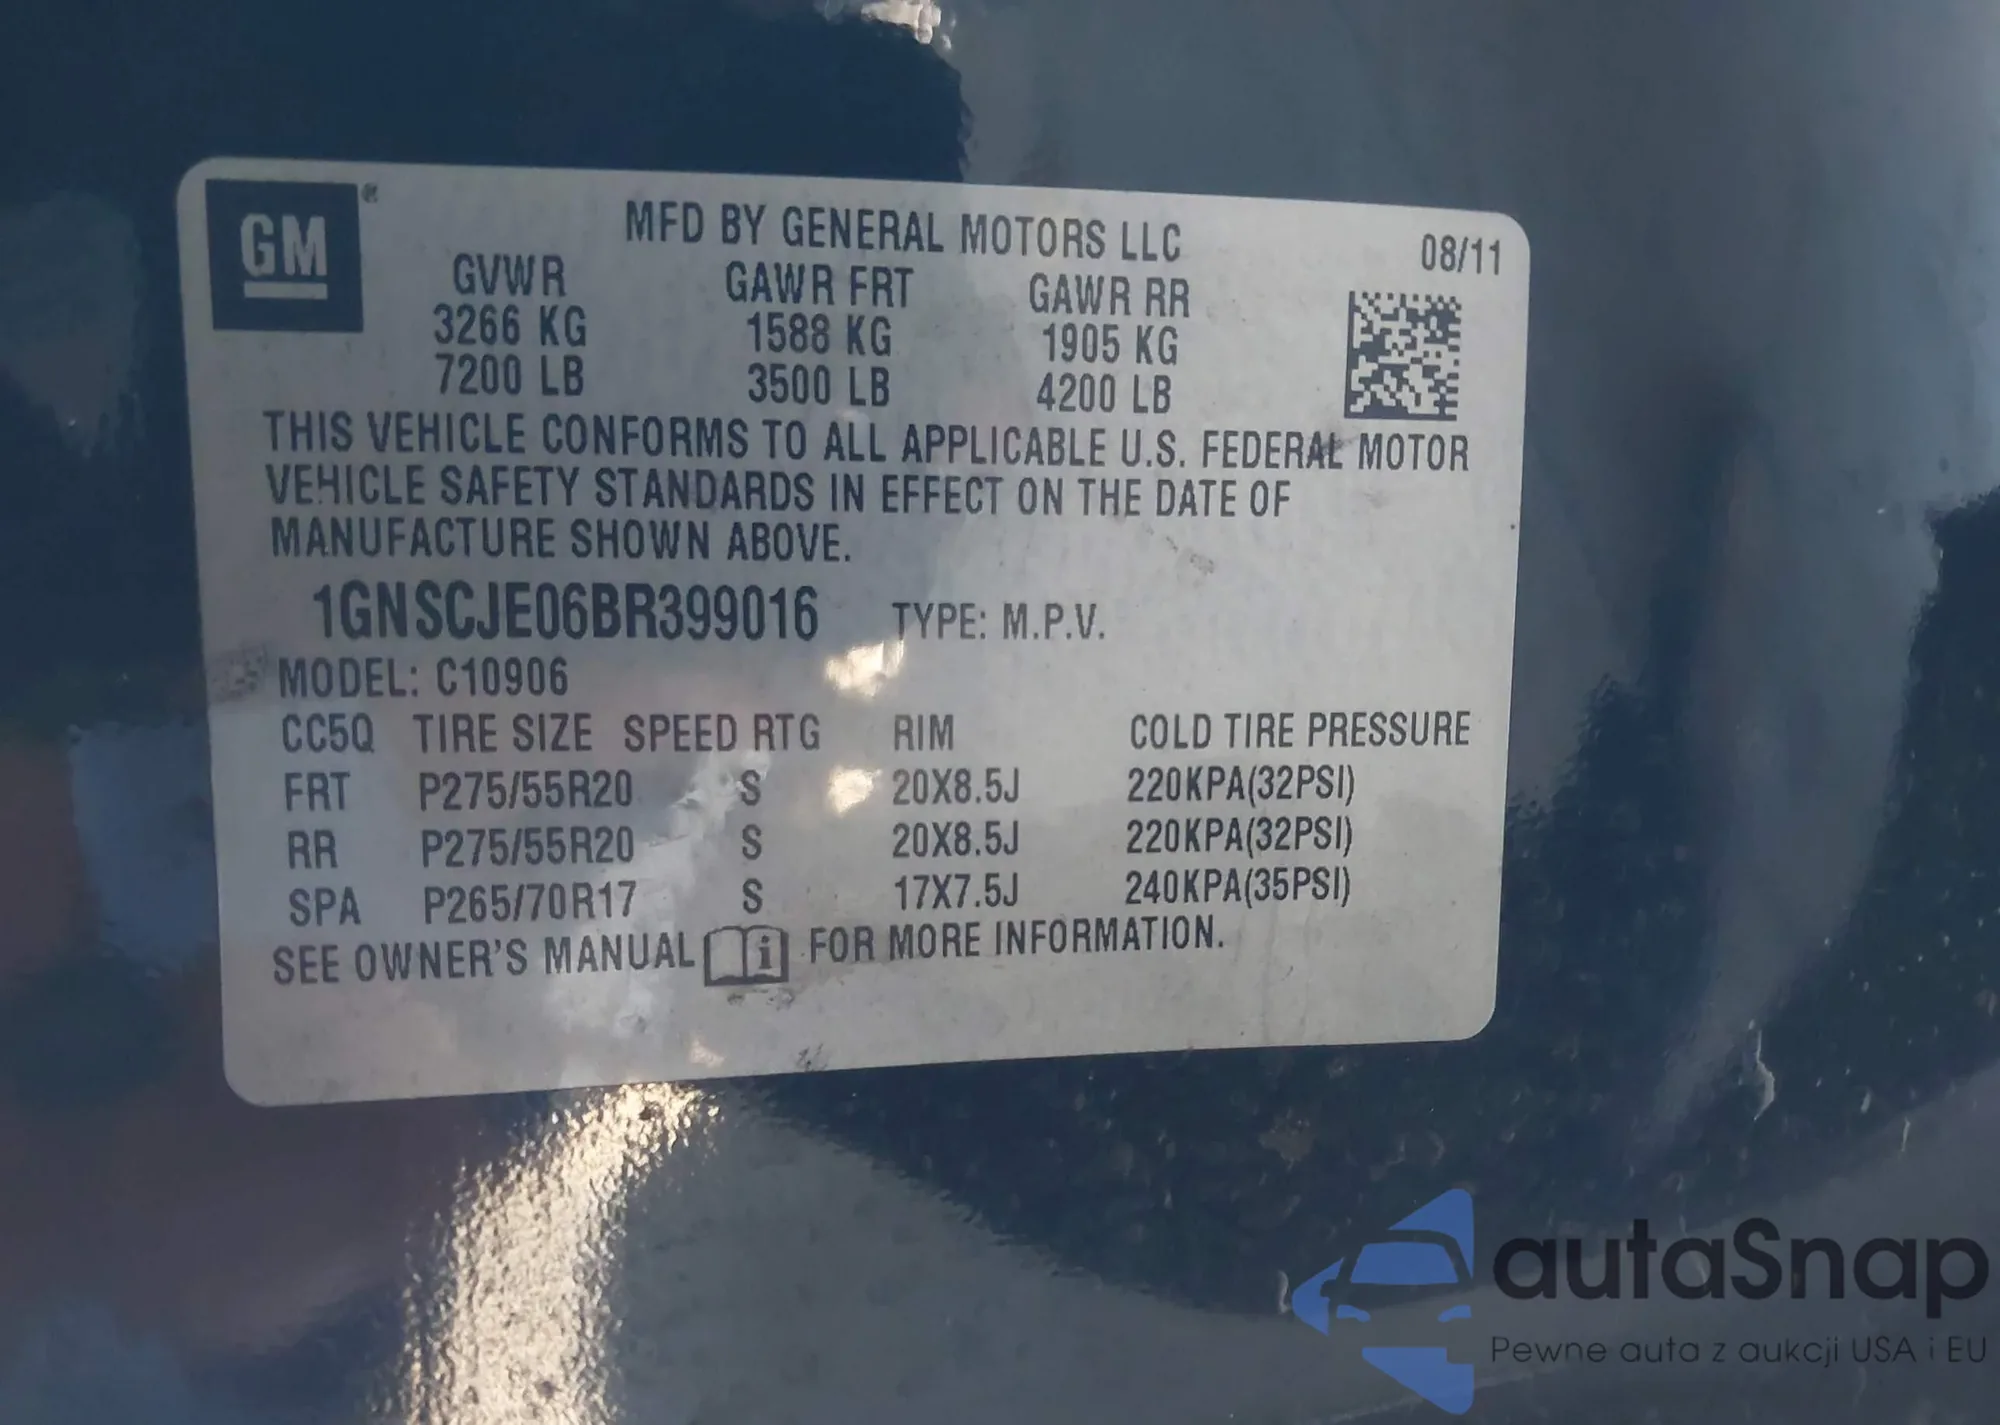 GM ®
MFD BY GENERAL MOTORS LLC 08/11
GVWR GAWR FRT GAWR RR
3266 KG 1588 KG 1905 KG
7200 LB 3500 LB 4200 LB
THIS VEHICLE CONFORMS TO ALL APPLICABLE U.S. FEDERAL MOTOR
VEHICLE SAFETY STANDARDS IN EFFECT ON THE DATE OF
MANUFACTURE SHOWN ABOVE.
1GNSCJE06BR399016 TYPE: M.P.V.
MODEL: C10906
CC5Q TIRE SIZE SPEED RTG RIM COLD TIRE PRESSURE
FRT P275/55R20 S 20X8.5J 220KPA(32PSI)
RR P275/55R20 S 20X8.5J 220KPA(32PSI)
SPA P265/70R17 S 17X7.5J 240KPA(35PSI)
SEE OWNER'S MANUAL i FOR MORE INFORMATION.
autaSnap
Pewne auta z aukcji USA i EU